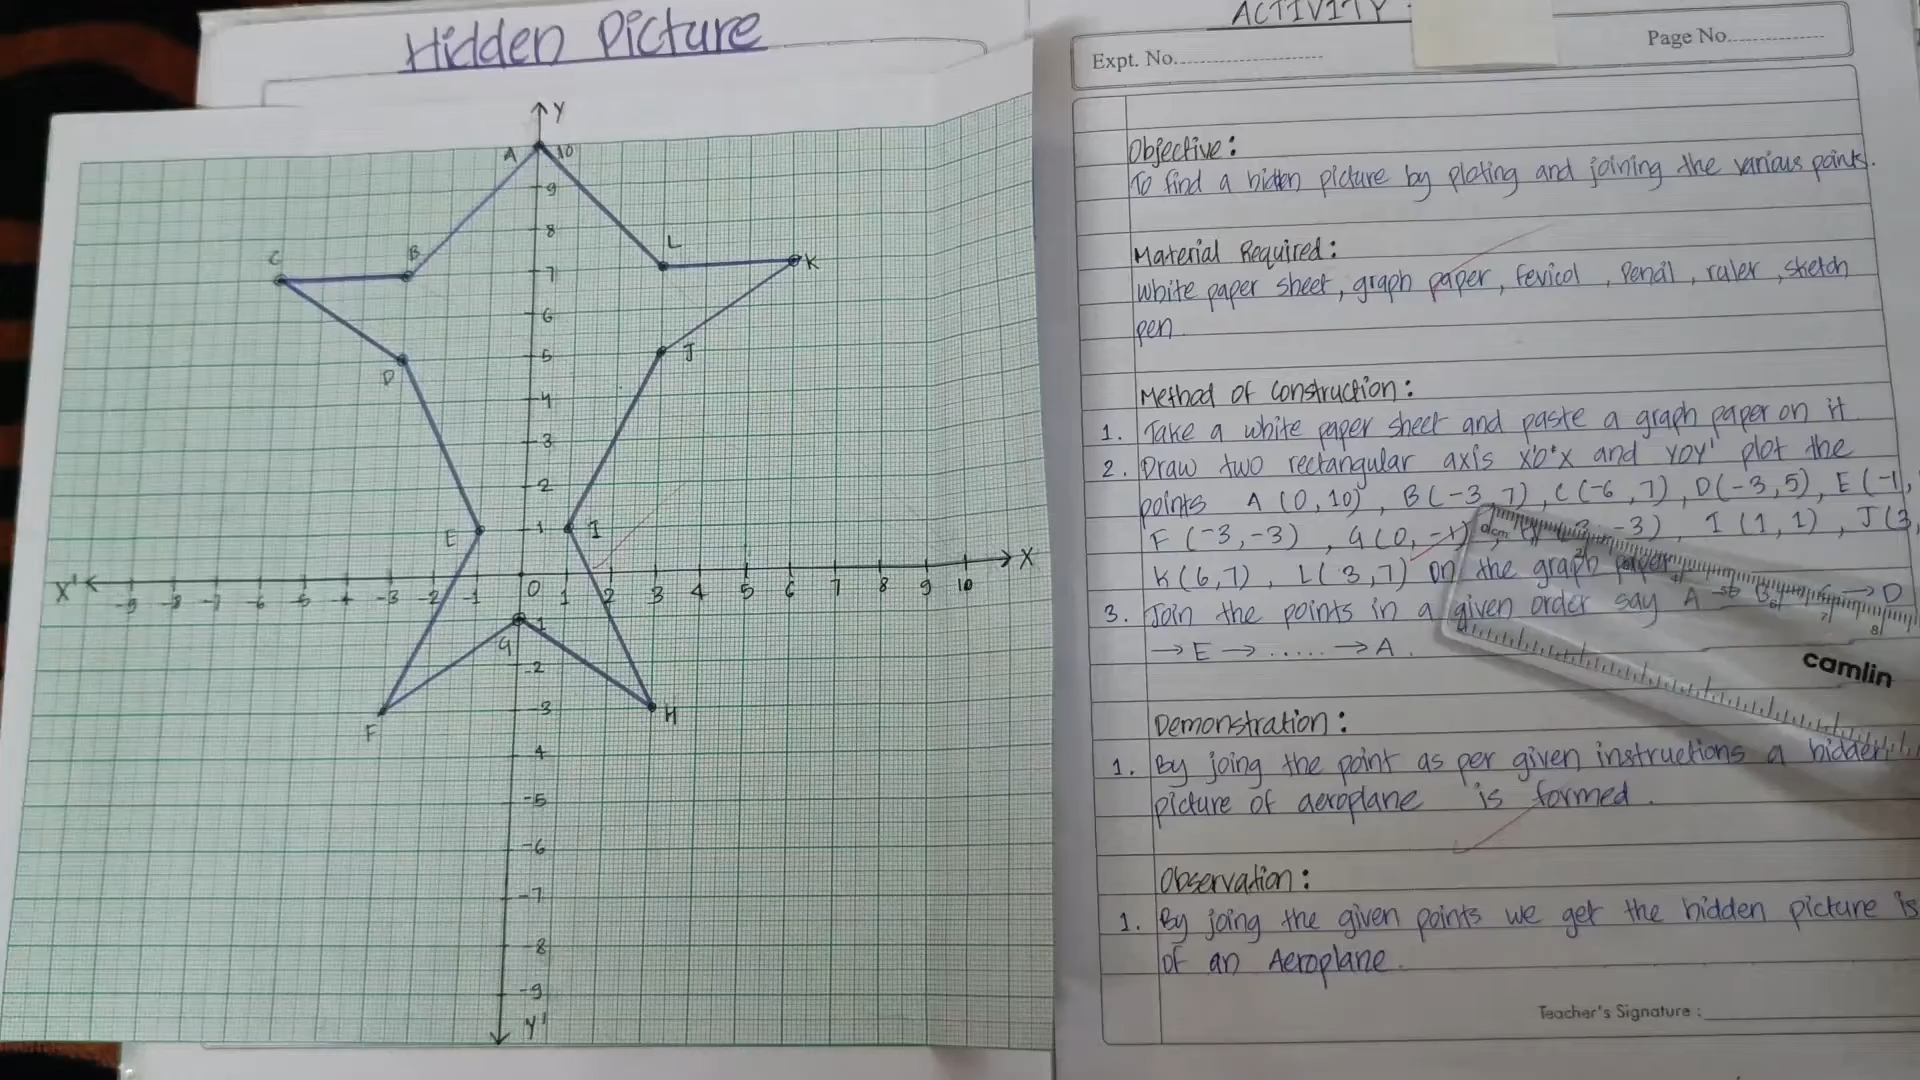 Hidden Picture
Y
A 10
9
8
L
K
C
B
7
6
5
J
D
4
3
2
E
1
I
X
X'
-9 -8 -7 -6 -5 -4 -3 -2 -1 0 1 2 3 4 5 6 7 8 9 10
-1
G
-2
-3
H
F
-4
-5
-6
-7
-8
-9
Y'
ACTIVITY
Expt. No. Page No.
Objective:
To find a hidden picture by ploting and joining the various points.
Material Required:
White paper sheet, graph paper, Fevicol, Pencil, ruler, sketch
pen
Method of construction:
1. Take a white paper sheet and paste a graph paper on it
2. Draw two rectangular axis X'O'X and YOY' plot the
points A (0, 10), B (-3, 7), C (-6, 7), D (-3, 5), E (-1,
F (-3, -3), G (0, -1), -3), I (1, 1), J (3,
K (6, 7), L (3, 7) on the graph paper
3. Join the points in a given order say A → B → D
→ E → ...... → A.
Demonstration:
1. By joing the point as per given instructions a hidden
picture of aeroplane is formed.
Observation:
1. By joing the given points we get the hidden picture is
of an Aeroplane.
Teacher's Signature :
0cm
7
8
camlin